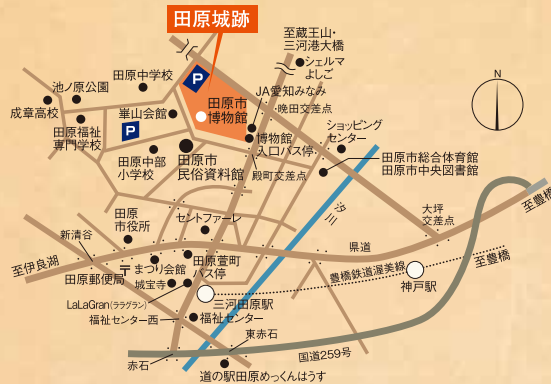 田原城跡
至蔵王山・
三河港大橋
シェルマ
よしご
田原中学校
P
JA愛知みなみ
池ノ原公園
成章高校
崋山会館
田原市
博物館
晩田交差点
N
田原福祉
専門学校
P
博物館
入口バス停
ショッピング
センター
田原中部
小学校
田原市
民俗資料館
殿町交差点
田原市総合体育館
田原市中央図書館
汐川
至豊橋
田原
市役所
セントファーレ
大坪
交差点
新清谷
県道
至伊良湖
田原郵便局
〒
まつり会館
田原萱町
バス停
城宝寺
豊橋鉄道渥美線
至豊橋
神戸駅
LaLaGran(ララグラン)
三河田原駅
福祉センター西
福祉センター
東赤石
赤石
国道259号
道の駅田原めっくんはうす